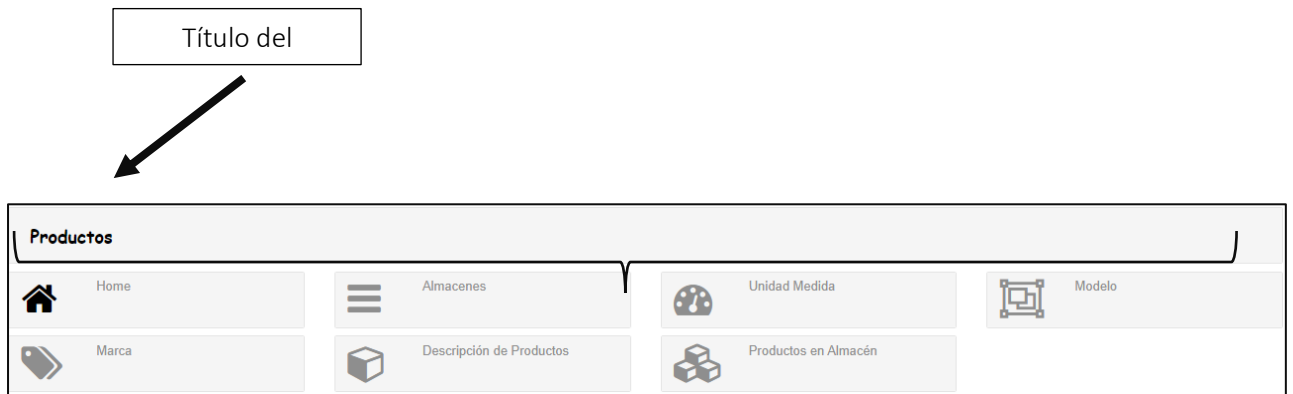 Título del
Productos
Home
Almacenes
Unidad Medida
Modelo
Marca
Descripción de Productos
Productos en Almacén